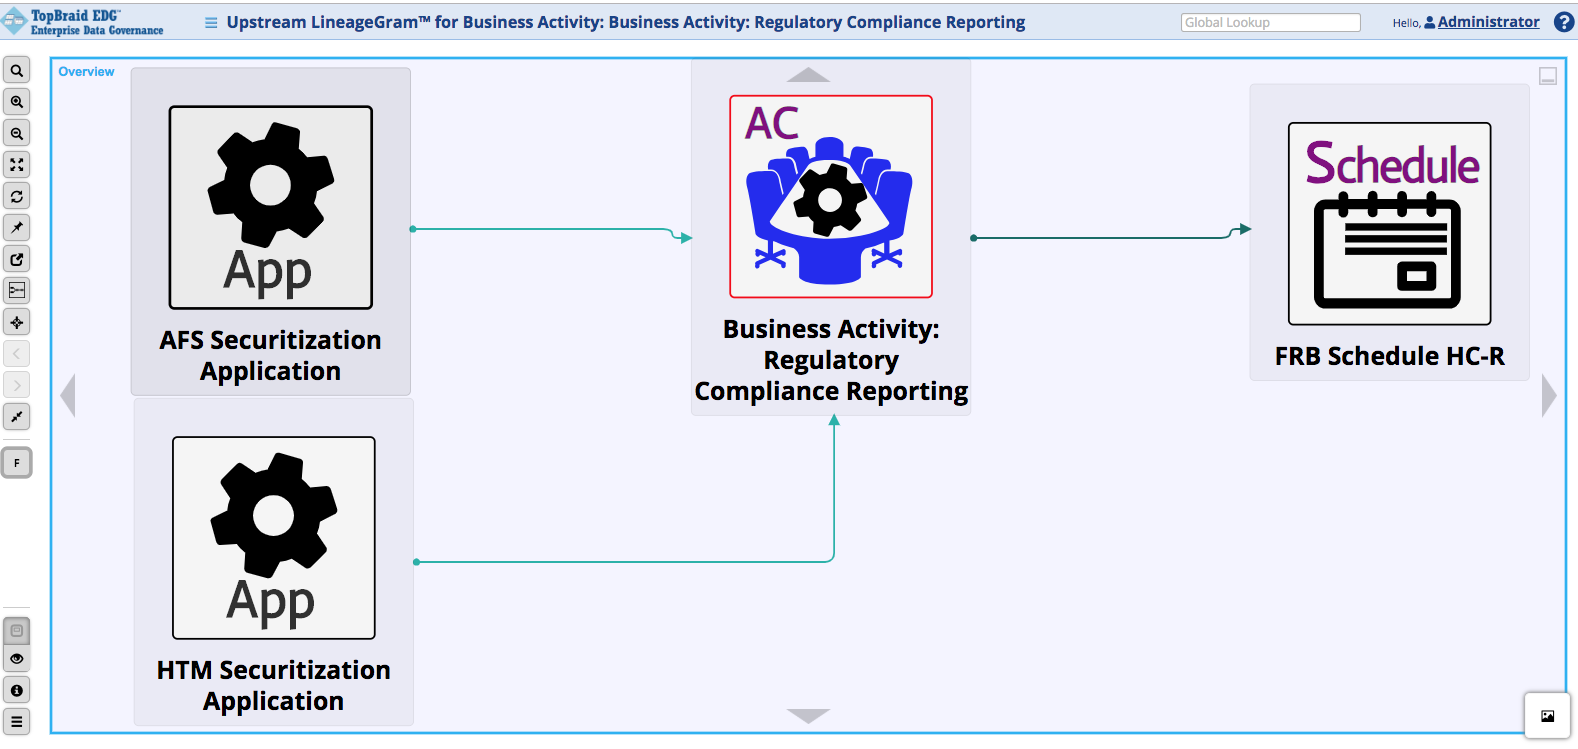 TopBraid EDG™
Enterprise Data Governance
Upstream LineageGram™ for Business Activity: Business Activity: Regulatory Compliance Reporting
Global Lookup
Hello, Administrator
?
Overview
App
AFS Securitization
Application
AC
Business Activity:
Regulatory
Compliance Reporting
Schedule
FRB Schedule HC-R
F
App
HTM Securitization
Application